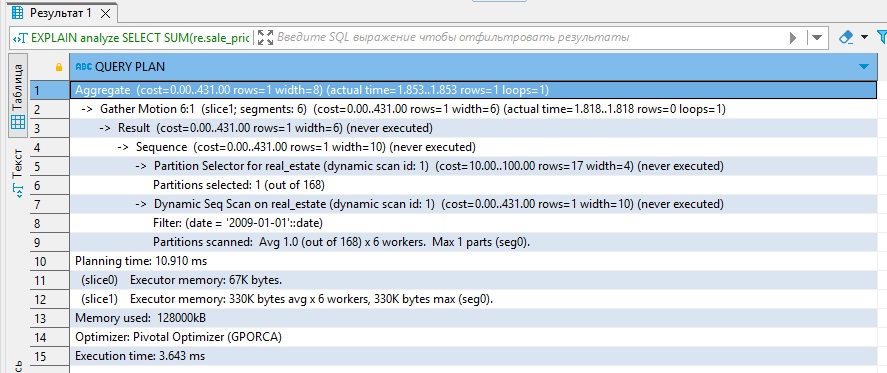 Результат 1
EXPLAIN analyze SELECT SUM(re.sale_pric
Введите SQL выражение чтобы отфильтровать результаты
Таблица
Текст
ABC QUERY PLAN
1 Aggregate (cost=0.00..431.00 rows=1 width=8) (actual time=1.853..1.853 rows=1 loops=1)
2 -> Gather Motion 6:1 (slice1; segments: 6) (cost=0.00..431.00 rows=1 width=6) (actual time=1.818..1.818 rows=0 loops=1)
3 -> Result (cost=0.00..431.00 rows=1 width=6) (never executed)
4 -> Sequence (cost=0.00..431.00 rows=1 width=10) (never executed)
5 -> Partition Selector for real_estate (dynamic scan id: 1) (cost=10.00..100.00 rows=17 width=4) (never executed)
6 Partitions selected: 1 (out of 168)
7 -> Dynamic Seq Scan on real_estate (dynamic scan id: 1) (cost=0.00..431.00 rows=1 width=10) (never executed)
8 Filter: (date = '2009-01-01'::date)
9 Partitions scanned: Avg 1.0 (out of 168) x 6 workers. Max 1 parts (seg0).
10 Planning time: 10.910 ms
11 (slice0) Executor memory: 67K bytes.
12 (slice1) Executor memory: 330K bytes avg x 6 workers, 330K bytes max (seg0).
13 Memory used: 128000kB
14 Optimizer: Pivotal Optimizer (GPORCA)
15 Execution time: 3.643 ms